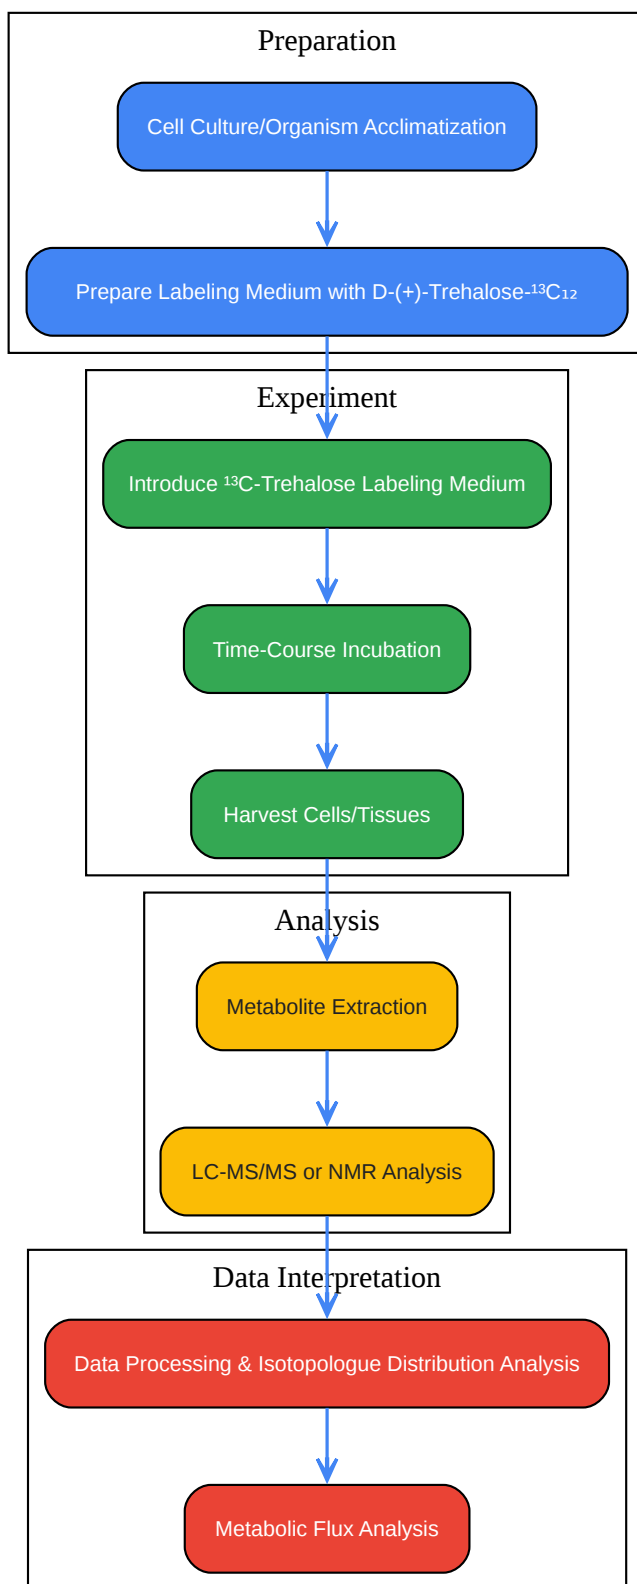 Preparation
Cell Culture/Organism Acclimatization
Prepare Labeling Medium with D-(+)-Trehalose-¹³C₁₂
Experiment
Introduce ¹³C-Trehalose Labeling Medium
Time-Course Incubation
Harvest Cells/Tissues
Analysis
Metabolite Extraction
LC-MS/MS or NMR Analysis
Data Interpretation
Data Processing & Isotopologue Distribution Analysis
Metabolic Flux Analysis